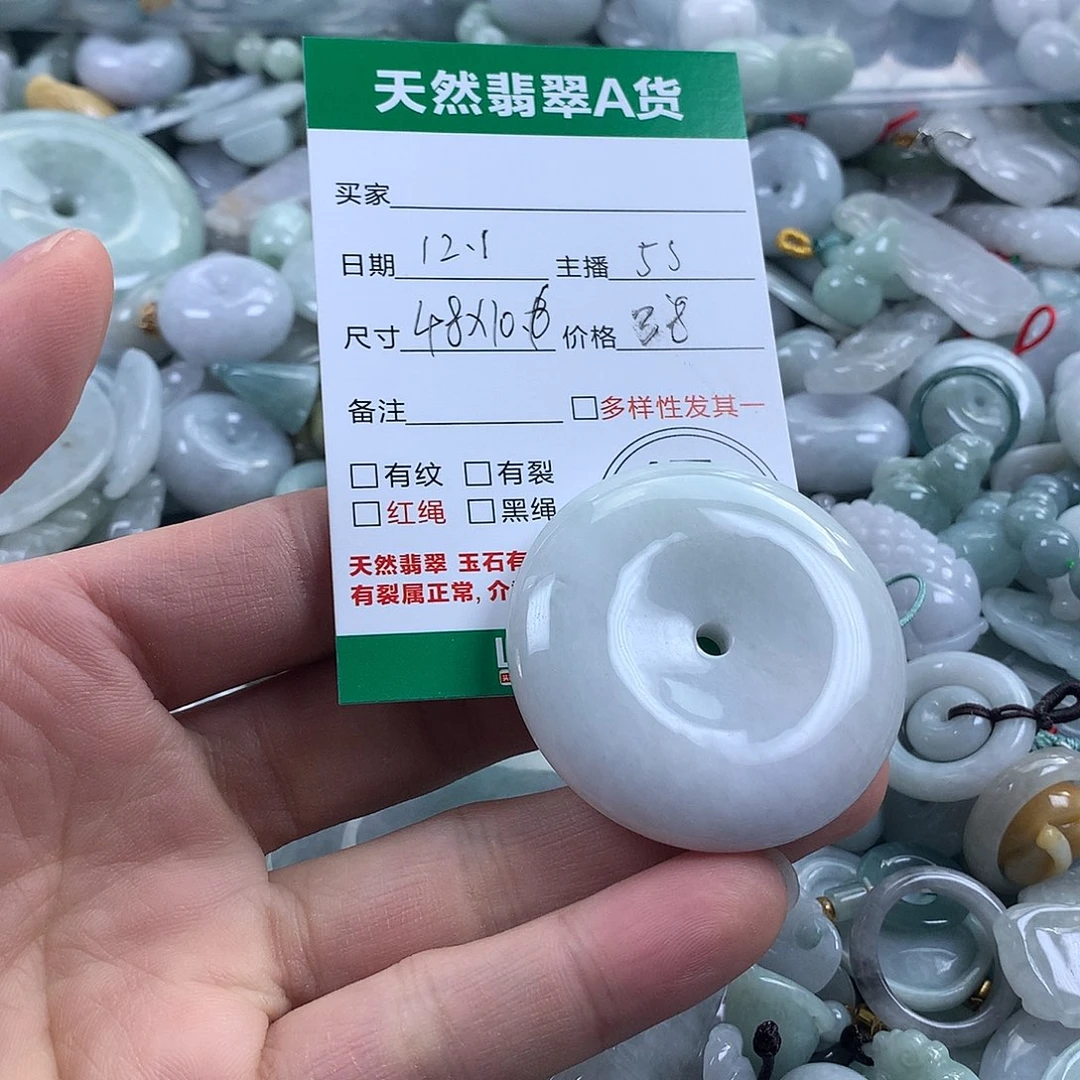 天然翡翠A货
买家
日期 12.1 主播 55
尺寸 48X10.6 价格 38
备注 □多样性发其一
□有纹 □有裂
□红绳 □黑绳
天然翡翠 玉石有
有裂属正常, 介